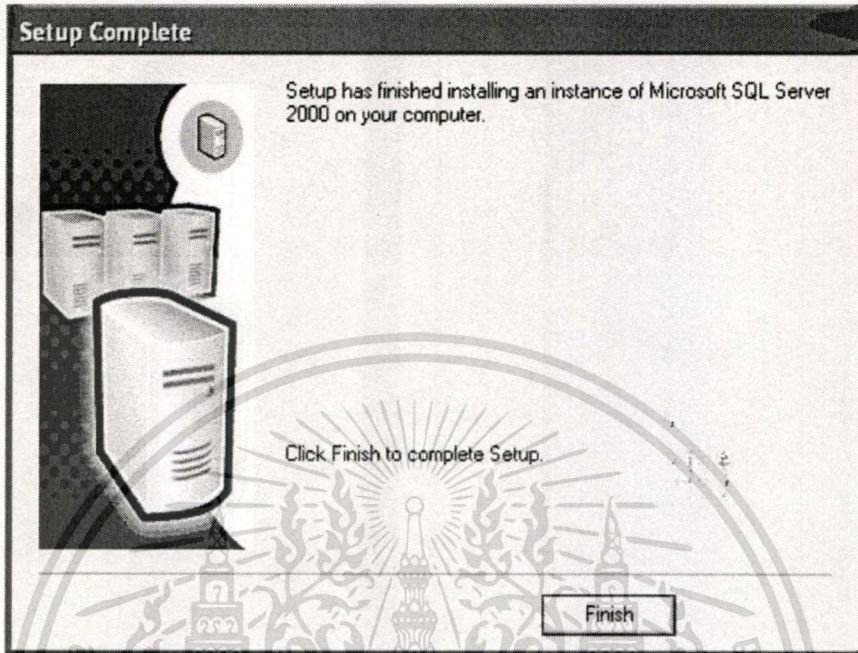 Setup Complete
Setup has finished installing an instance of Microsoft SQL Server
2000 on your computer.
Click Finish to complete Setup.
Finish